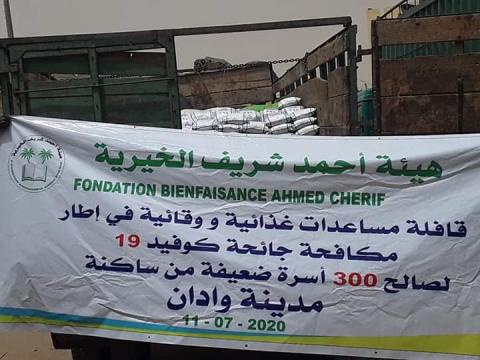 هيئة أحمد شريف الخيرية
FONDATION BIENFAISANCE AHMED CHERIF
قافلة مساعدات غذائية و وقائية في إطار
مكافحة جائحة كوفيد 19
لصالح 300 أسرة ضعيفة من ساكنة
مدينة وادان
11 - 07 - 2020